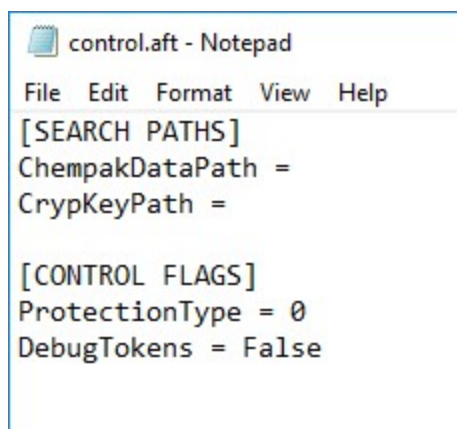 control.aft - Notepad
File Edit Format View Help
[SEARCH PATHS]
ChempakDataPath =
CrypKeyPath =
[CONTROL FLAGS]
ProtectionType = 0
DebugTokens = False